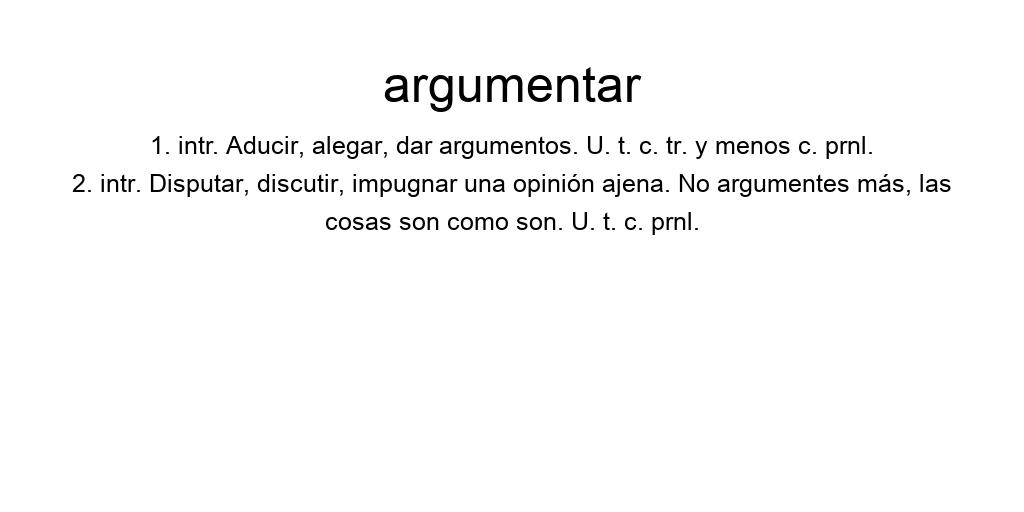 argumentar
1. intr. Aducir, alegar, dar argumentos. U. t. c. tr. y menos c. prnl.
2. intr. Disputar, discutir, impugnar una opinión ajena. No argumentes más, las
cosas son como son. U. t. c. prnl.